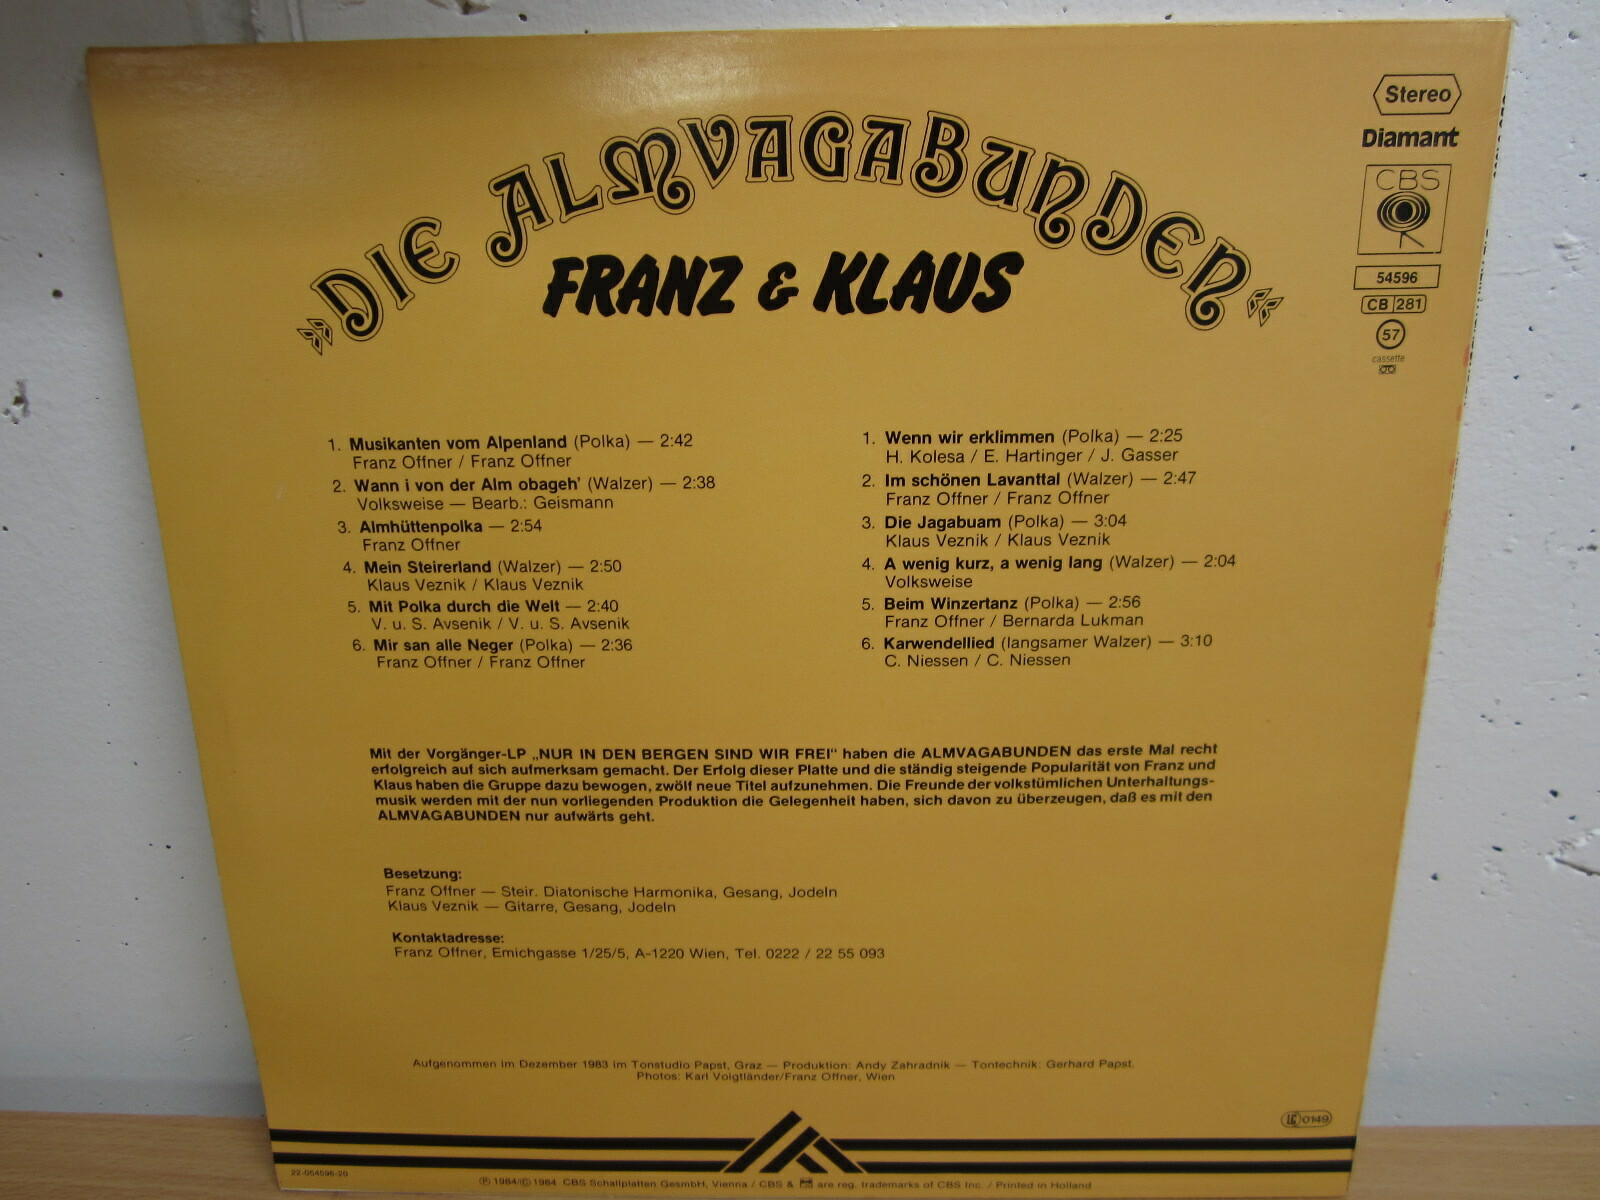 »DIE ALMVAGABUNDEN«
FRANZ & KLAUS
Stereo
Diamant
CBS
54596
CB 281
57
cassette
1. Musikanten vom Alpenland (Polka) — 2:42
Franz Offner / Franz Offner
2. Wann i von der Alm obageh' (Walzer) — 2:38
Volksweise — Bearb.: Geismann
3. Almhüttenpolka — 2:54
Franz Offner
4. Mein Steirerland (Walzer) — 2:50
Klaus Veznik / Klaus Veznik
5. Mit Polka durch die Welt — 2:40
V. u. S. Avsenik / V. u. S. Avsenik
6. Mir san alle Neger (Polka) — 2:36
Franz Offner / Franz Offner
1. Wenn wir erklimmen (Polka) — 2:25
H. Kolesa / E. Hartinger / J. Gasser
2. Im schönen Lavanttal (Walzer) — 2:47
Franz Offner / Franz Offner
3. Die Jagabuam (Polka) — 3:04
Klaus Veznik / Klaus Veznik
4. A wenig kurz, a wenig lang (Walzer) — 2:04
Volksweise
5. Beim Winzertanz (Polka) — 2:56
Franz Offner / Bernarda Lukman
6. Karwendellied (langsamer Walzer) — 3:10
C. Niessen / C. Niessen
Mit der Vorgänger-LP „NUR IN DEN BERGEN SIND WIR FREI“ haben die ALMVAGABUNDEN das erste Mal recht
erfolgreich auf sich aufmerksam gemacht. Der Erfolg dieser Platte und die ständig steigende Popularität von Franz und
Klaus haben die Gruppe dazu bewogen, zwölf neue Titel aufzunehmen. Die Freunde der volkstümlichen Unterhaltungs-
musik werden mit der nun vorliegenden Produktion die Gelegenheit haben, sich davon zu überzeugen, daß es mit den
ALMVAGABUNDEN nur aufwärts geht.
Besetzung:
Franz Offner — Steir. Diatonische Harmonika, Gesang, Jodeln
Klaus Veznik — Gitarre, Gesang, Jodeln
Kontaktadresse:
Franz Offner, Emichgasse 1/25/5, A-1220 Wien, Tel. 0222 / 22 55 093
Aufgenommen im Dezember 1983 im Tonstudio Papst, Graz — Produktion: Andy Zahradnik — Tontechnik: Gerhard Papst.
Photos: Karl Voigtländer/Franz Offner, Wien
LC 0149
22-054596-20
℗ 1984/© 1984 CBS Schallplatten GesmbH, Vienna / CBS & are reg. trademarks of CBS Inc. / Printed in Holland